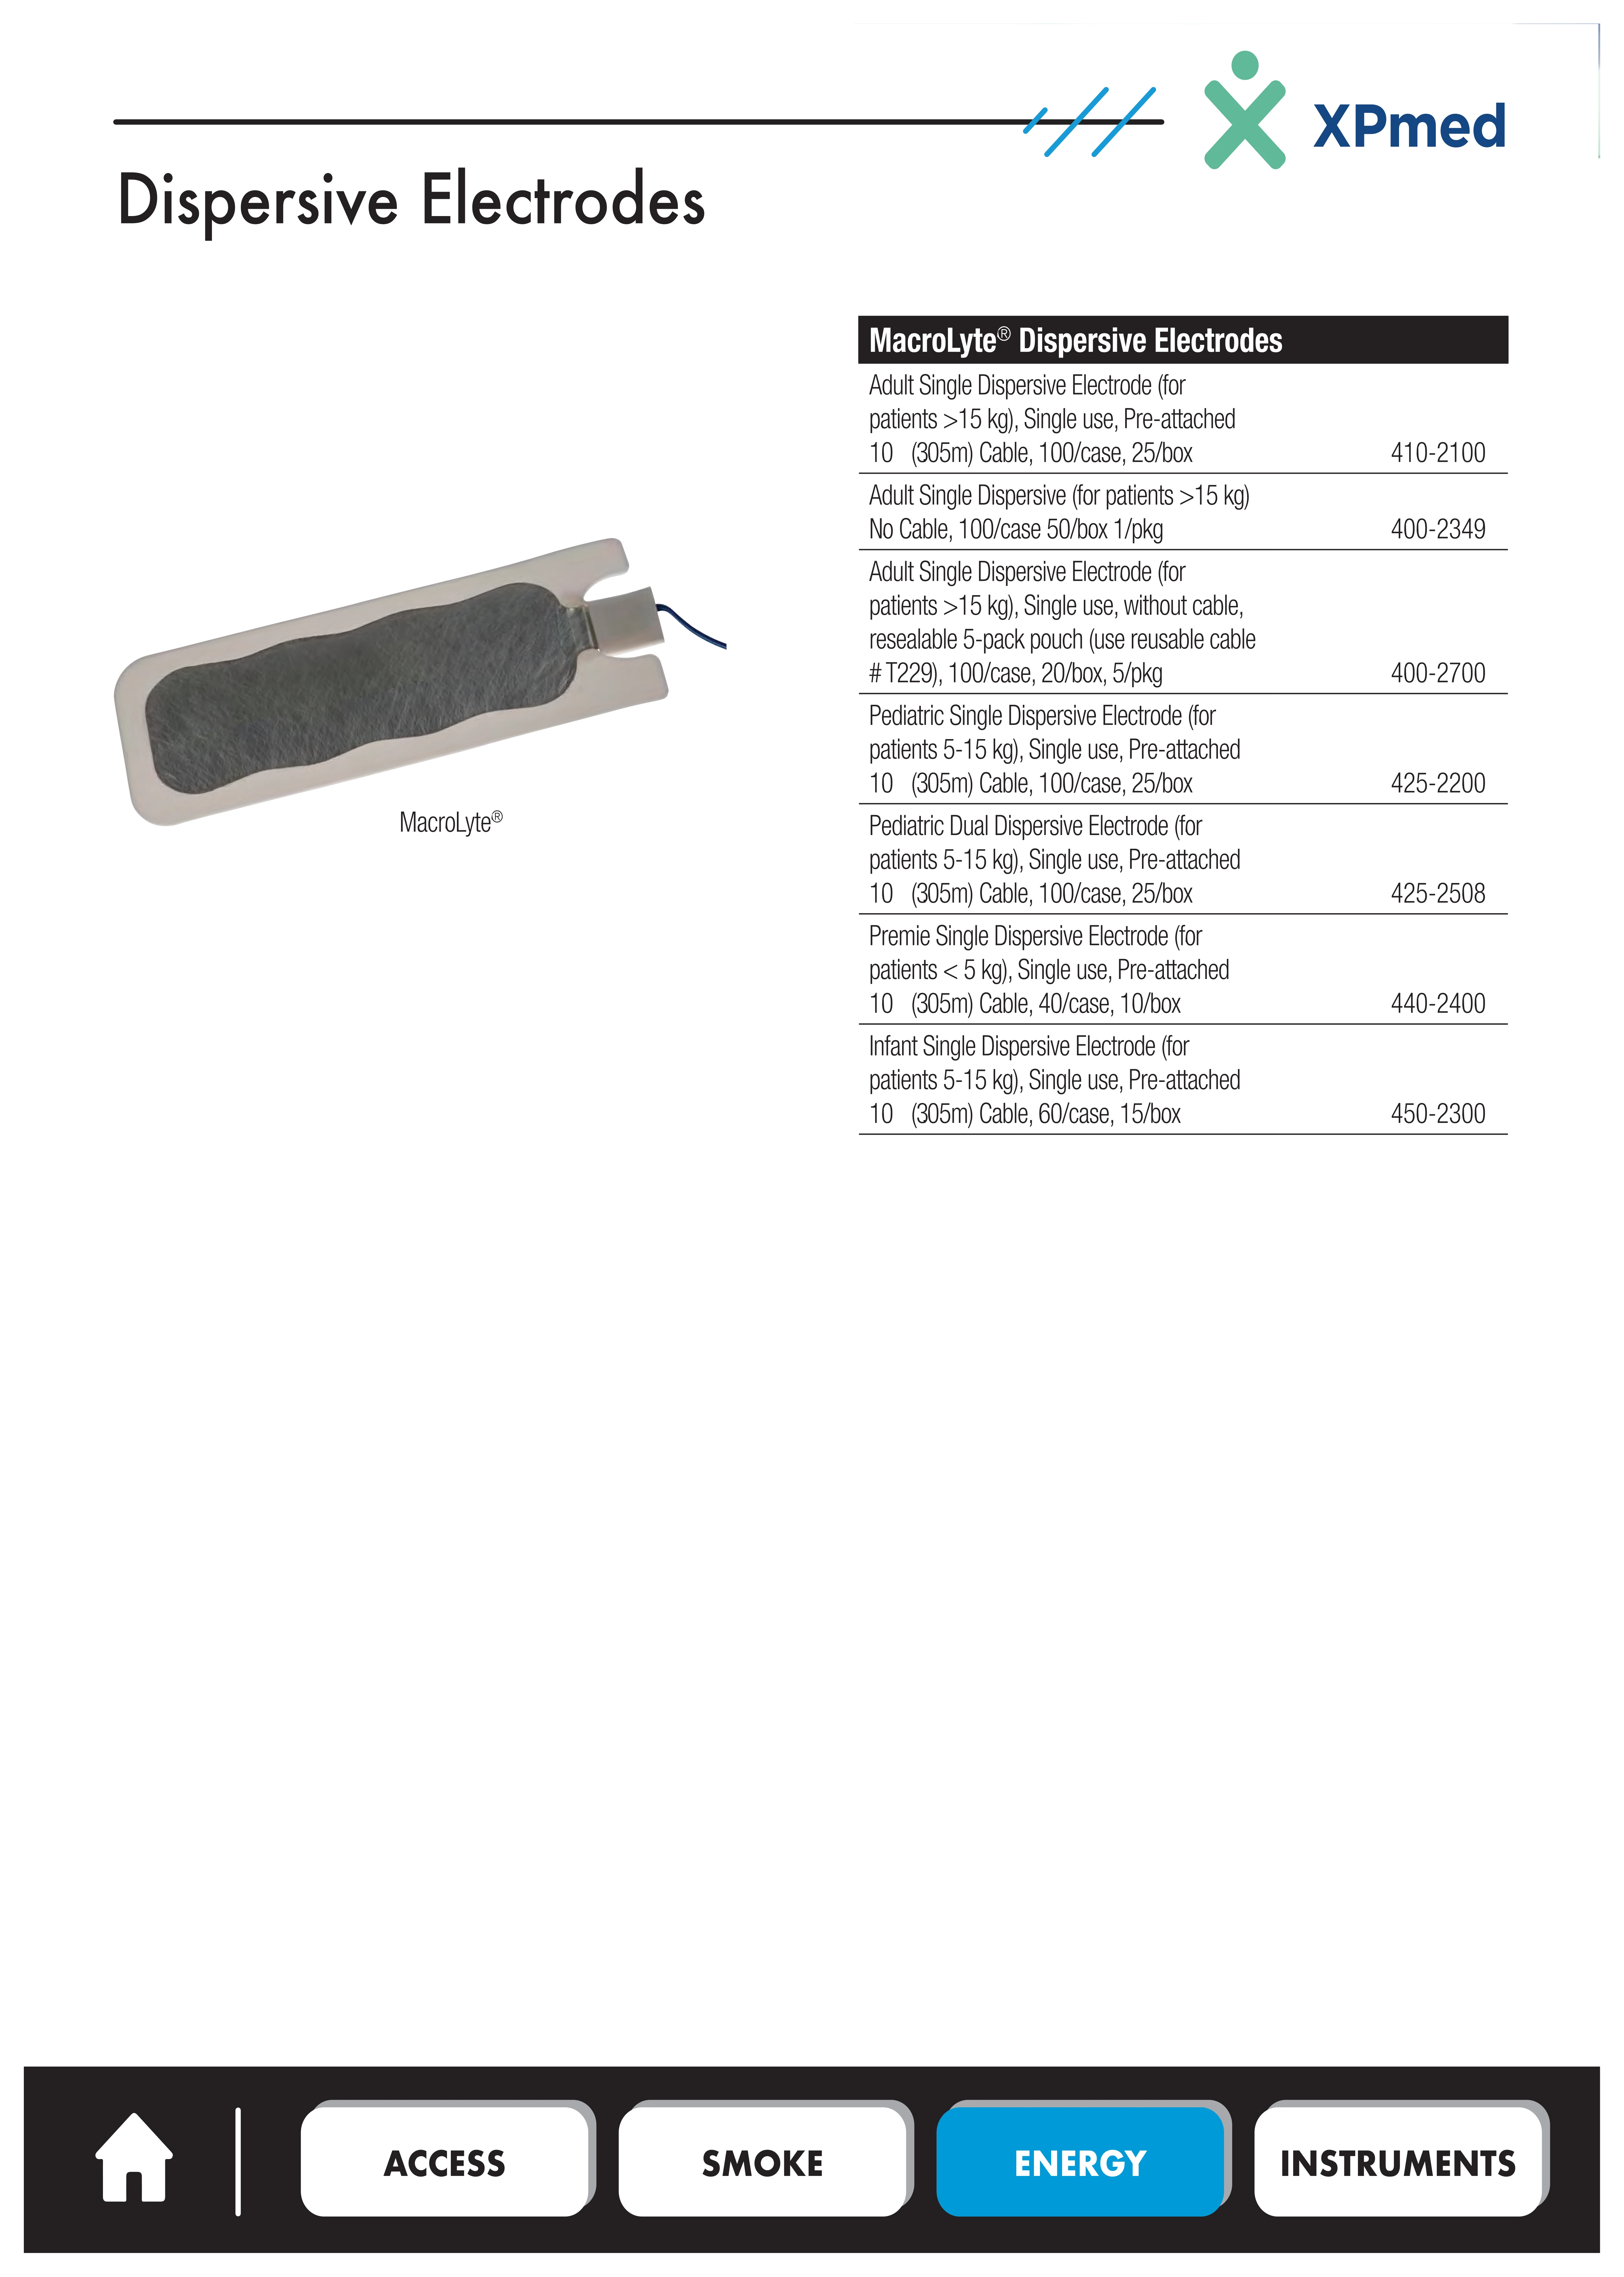 XPmed
Dispersive Electrodes
MacroLyte® Dispersive Electrodes
Adult Single Dispersive Electrode (for
patients >15 kg), Single use, Pre-attached
10 (305m) Cable, 100/case, 25/box 410-2100
Adult Single Dispersive (for patients >15 kg)
No Cable, 100/case 50/box 1/pkg 400-2349
Adult Single Dispersive Electrode (for
patients >15 kg), Single use, without cable,
resealable 5-pack pouch (use reusable cable
# T229), 100/case, 20/box, 5/pkg 400-2700
Pediatric Single Dispersive Electrode (for
patients 5-15 kg), Single use, Pre-attached
10 (305m) Cable, 100/case, 25/box 425-2200
Pediatric Dual Dispersive Electrode (for
patients 5-15 kg), Single use, Pre-attached
10 (305m) Cable, 100/case, 25/box 425-2508
Premie Single Dispersive Electrode (for
patients < 5 kg), Single use, Pre-attached
10 (305m) Cable, 40/case, 10/box 440-2400
Infant Single Dispersive Electrode (for
patients 5-15 kg), Single use, Pre-attached
10 (305m) Cable, 60/case, 15/box 450-2300
MacroLyte®
ACCESS
SMOKE
ENERGY
INSTRUMENTS